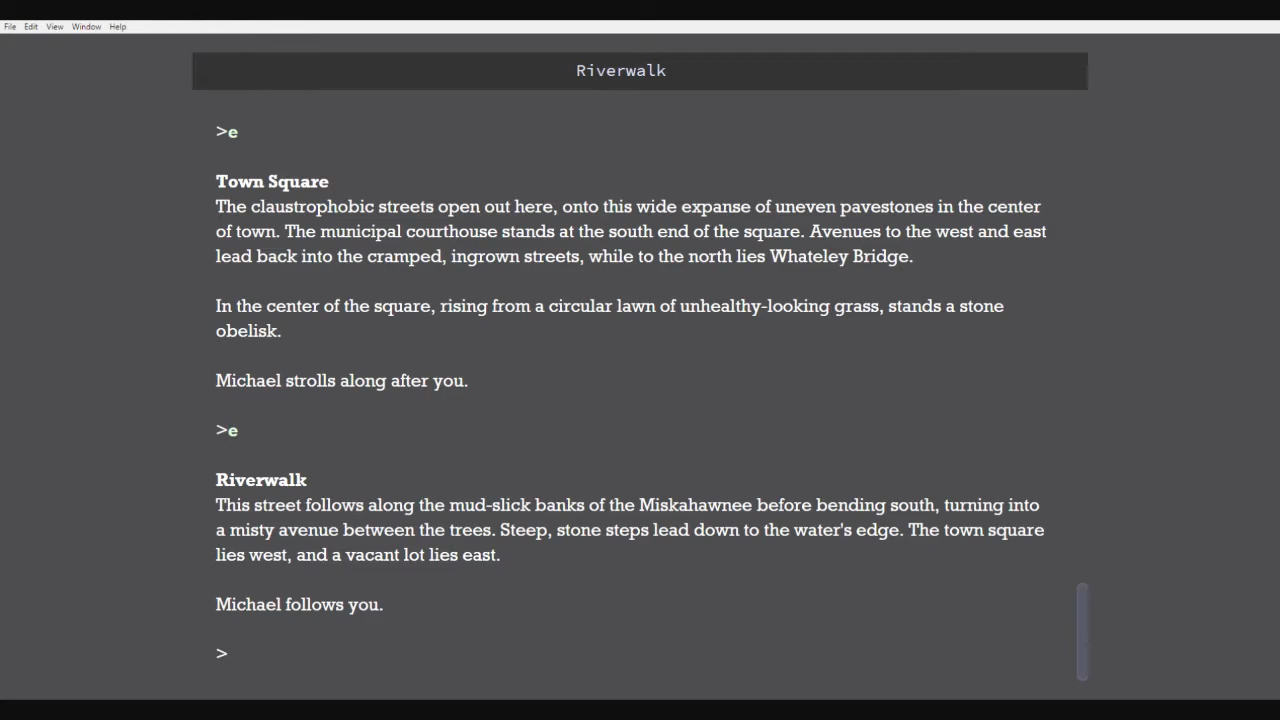 File Edit View Window Help
Riverwalk
>e
Town Square
The claustrophobic streets open out here, onto this wide expanse of uneven pavestones in the center
of town. The municipal courthouse stands at the south end of the square. Avenues to the west and east
lead back into the cramped, ingrown streets, while to the north lies Whateley Bridge.
In the center of the square, rising from a circular lawn of unhealthy-looking grass, stands a stone
obelisk.
Michael strolls along after you.
>e
Riverwalk
This street follows along the mud-slick banks of the Miskahawnee before bending south, turning into
a misty avenue between the trees. Steep, stone steps lead down to the water's edge. The town square
lies west, and a vacant lot lies east.
Michael follows you.
>